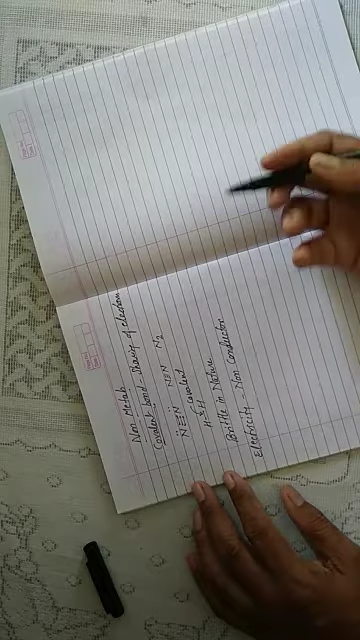 Non Metals
Covalent bond Sharing of electrons
N≡N N≡N N₂
Covalent
Brittle in Nature
Electricity - Non Conductor